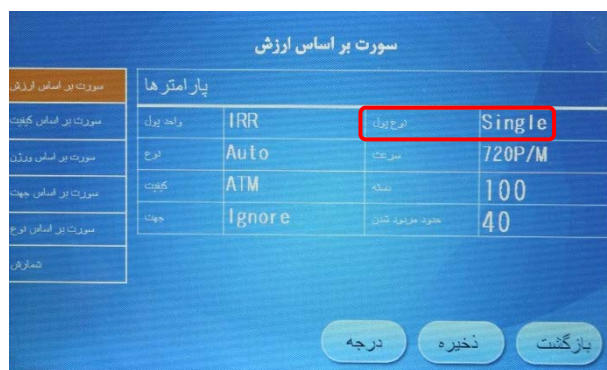 سورت بر اساس ارزش
سورت بر اساس ارزش
سورت بر اساس کیفیت
سورت بر اساس ورژن
سورت بر اساس جهت
سورت بر اساس نوع
شمارش
پارامترها
واحد پول IRR نوع پول Single
نوع Auto سرعت 720P/M
کیفیت ATM دسته 100
جهت Ignore حدود مردود شدن 40
درجه ذخیره بازگشت